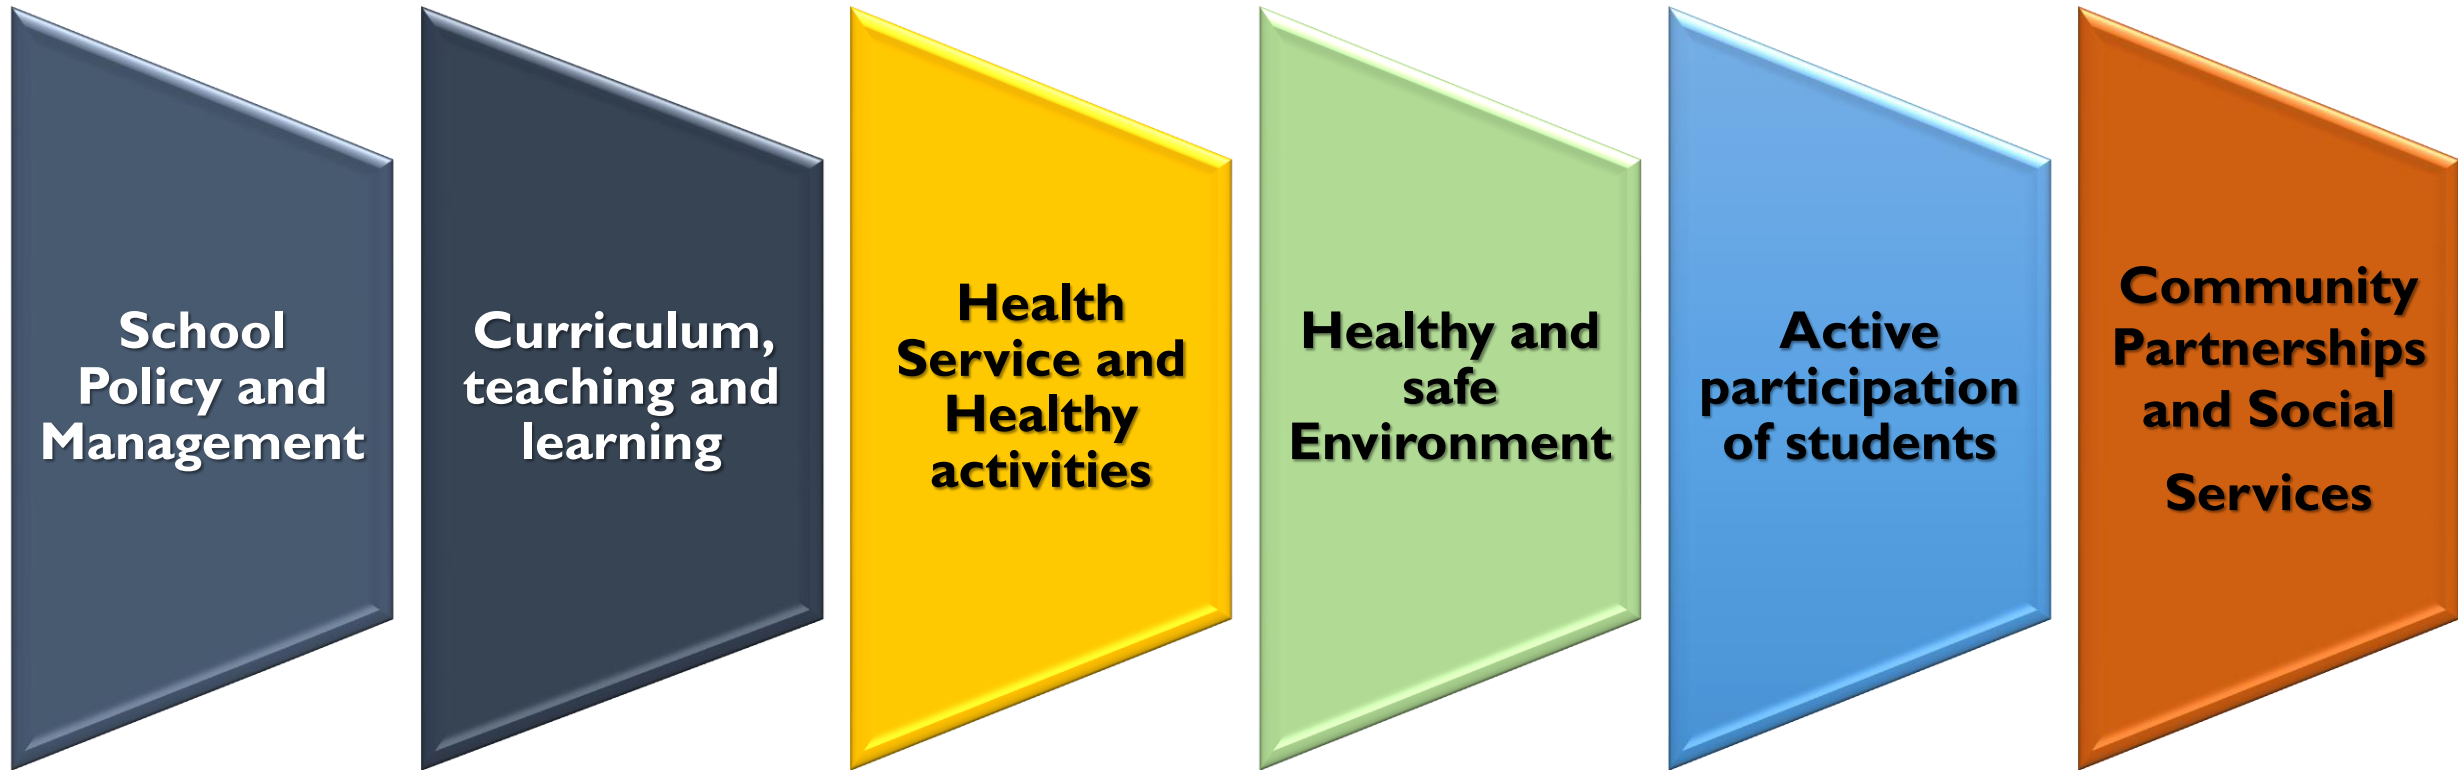 School
Policy and
Management
Curriculum,
teaching and
learning
Health
Service and
Healthy
activities
Healthy and
safe
Environment
Active
participation
of students
Community
Partnerships
and Social
Services